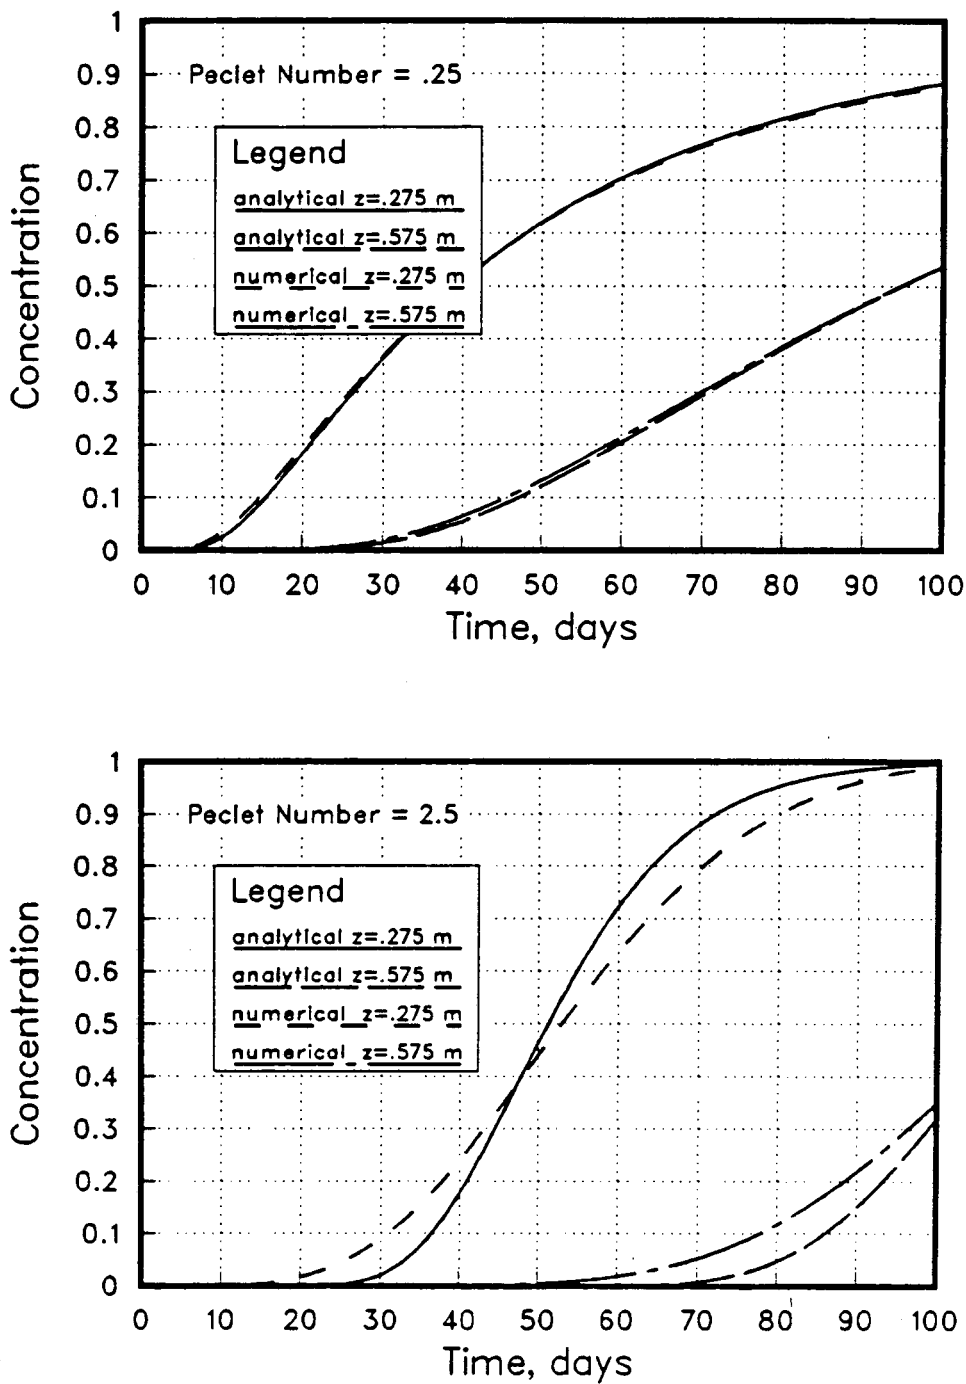 1
0.9
Peclet Number = .25
0.8
Legend
0.7
analytical z=.275 m
0.6
analytical z=.575 m
0.5
numerical z=.275 m
numerical z=.575 m
0.4
0.3
0.2
0.1
0
Concentration
0 10 20 30 40 50 60 70 80 90 100
Time, days
1
0.9
Peclet Number = 2.5
0.8
Legend
0.7
analytical z=.275 m
0.6
analytical z=.575 m
0.5
numerical z=.275 m
numerical z=.575 m
0.4
0.3
0.2
0.1
0
Concentration
0 10 20 30 40 50 60 70 80 90 100
Time, days